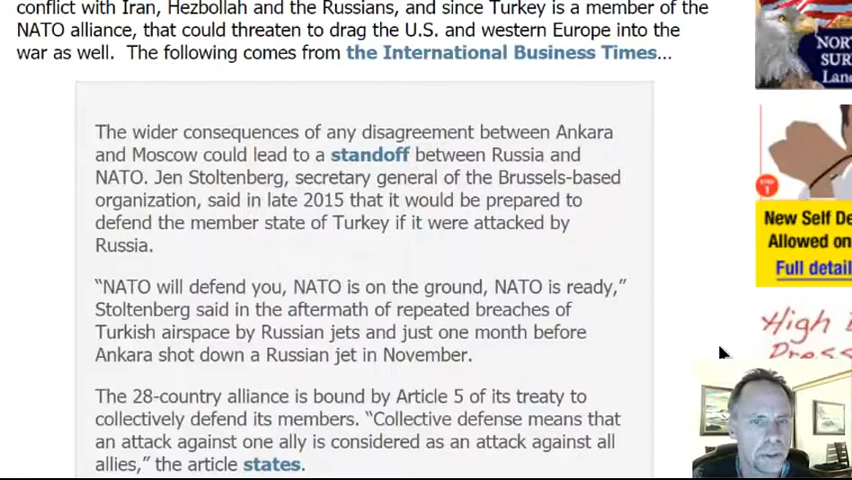 conflict with Iran, Hezbollah and the Russians, and since Turkey is a member of the
NATO alliance, that could threaten to drag the U.S. and western Europe into the
war as well.  The following comes from the International Business Times…
The wider consequences of any disagreement between Ankara
and Moscow could lead to a standoff between Russia and
NATO. Jen Stoltenberg, secretary general of the Brussels-based
organization, said in late 2015 that it would be prepared to
defend the member state of Turkey if it were attacked by
Russia.
“NATO will defend you, NATO is on the ground, NATO is ready,”
Stoltenberg said in the aftermath of repeated breaches of
Turkish airspace by Russian jets and just one month before
Ankara shot down a Russian jet in November.
The 28-country alliance is bound by Article 5 of its treaty to
collectively defend its members. “Collective defense means that
an attack against one ally is considered as an attack against all
allies,” the article states.
NORT
SUR
Lan
STEP
1
New Self De
Allowed on
Full detail
High
Press